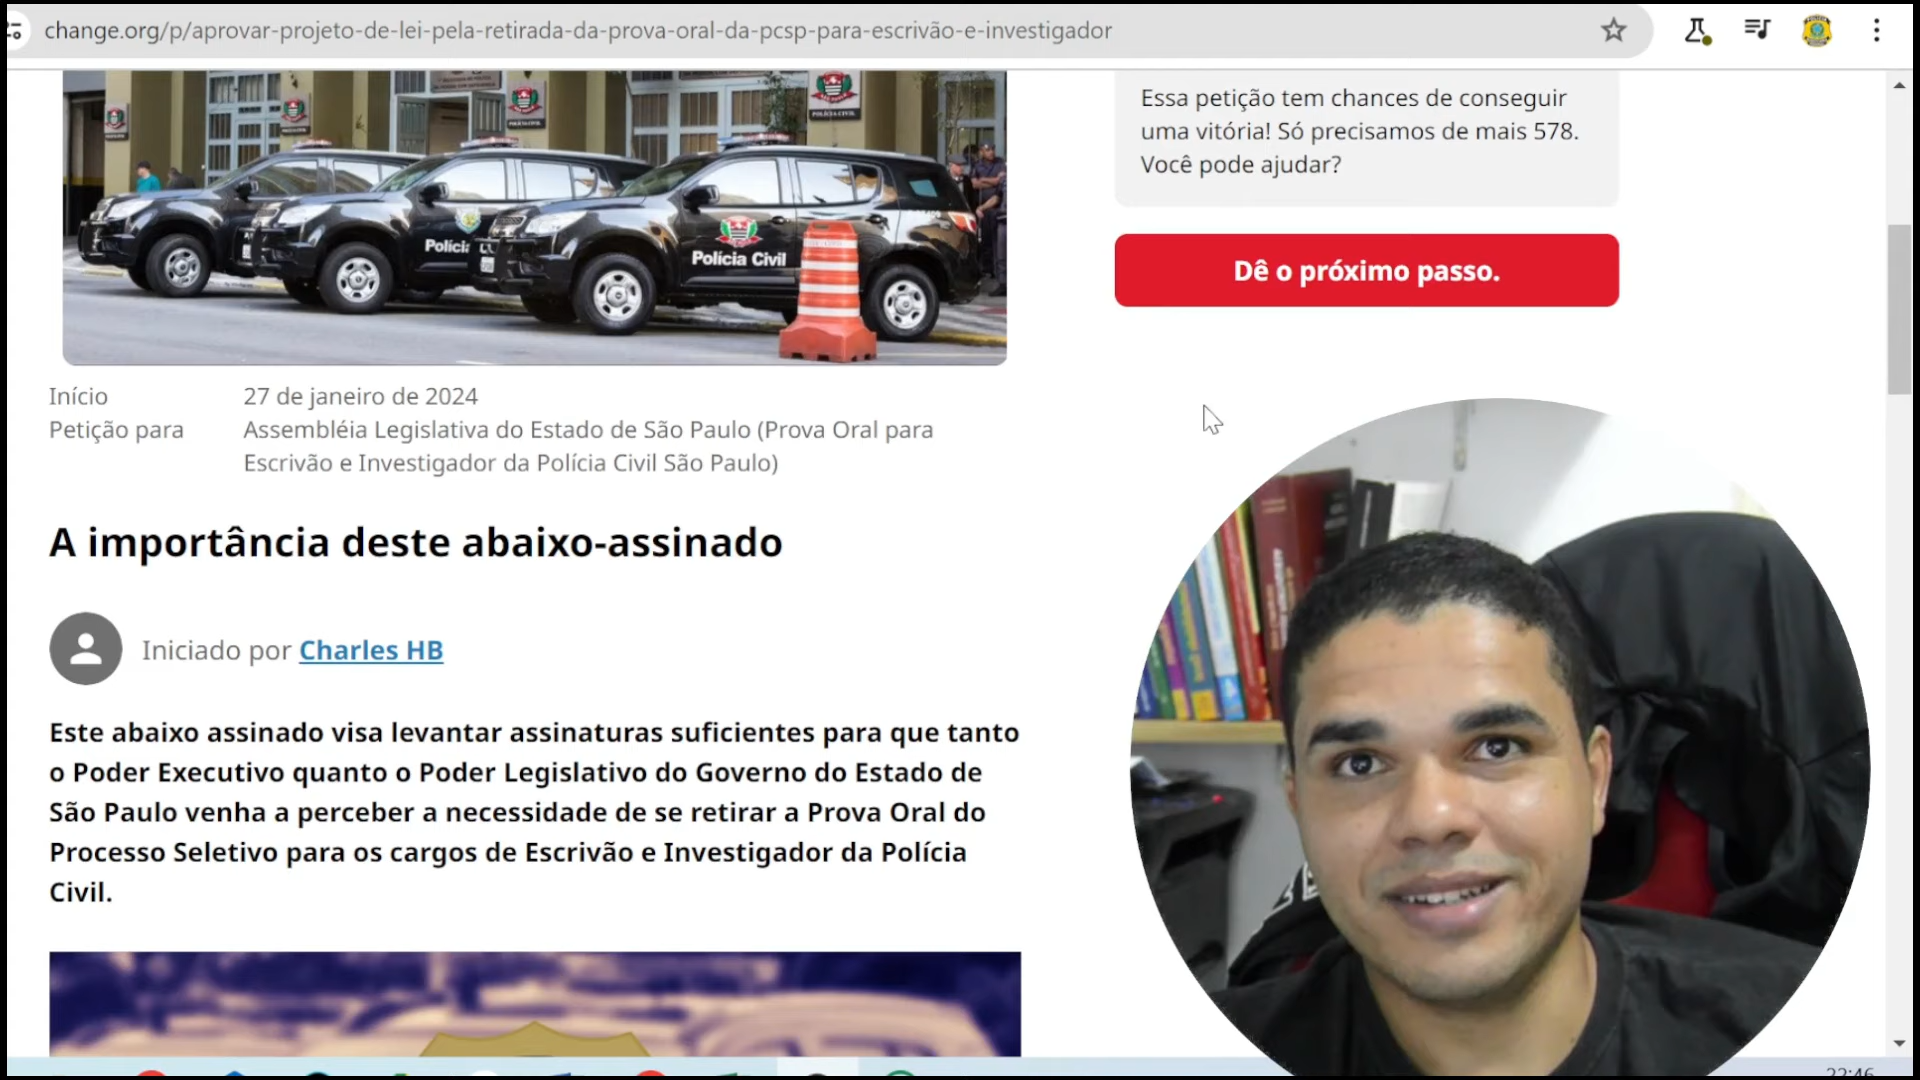 change.org/p/aprovar-projeto-de-lei-pela-retirada-da-prova-oral-da-pcsp-para-escrivão-e-investigador
POLÍCIA CIVIL
Polícia Civil
Essa petição tem chances de conseguir
uma vitória! Só precisamos de mais 578.
Você pode ajudar?
Dê o próximo passo.
Início 27 de janeiro de 2024
Petição para Assembléia Legislativa do Estado de São Paulo (Prova Oral para
Escrivão e Investigador da Polícia Civil São Paulo)
A importância deste abaixo-assinado
Iniciado por Charles HB
Este abaixo assinado visa levantar assinaturas suficientes para que tanto
o Poder Executivo quanto o Poder Legislativo do Governo do Estado de
São Paulo venha a perceber a necessidade de se retirar a Prova Oral do
Processo Seletivo para os cargos de Escrivão e Investigador da Polícia
Civil.
22:46